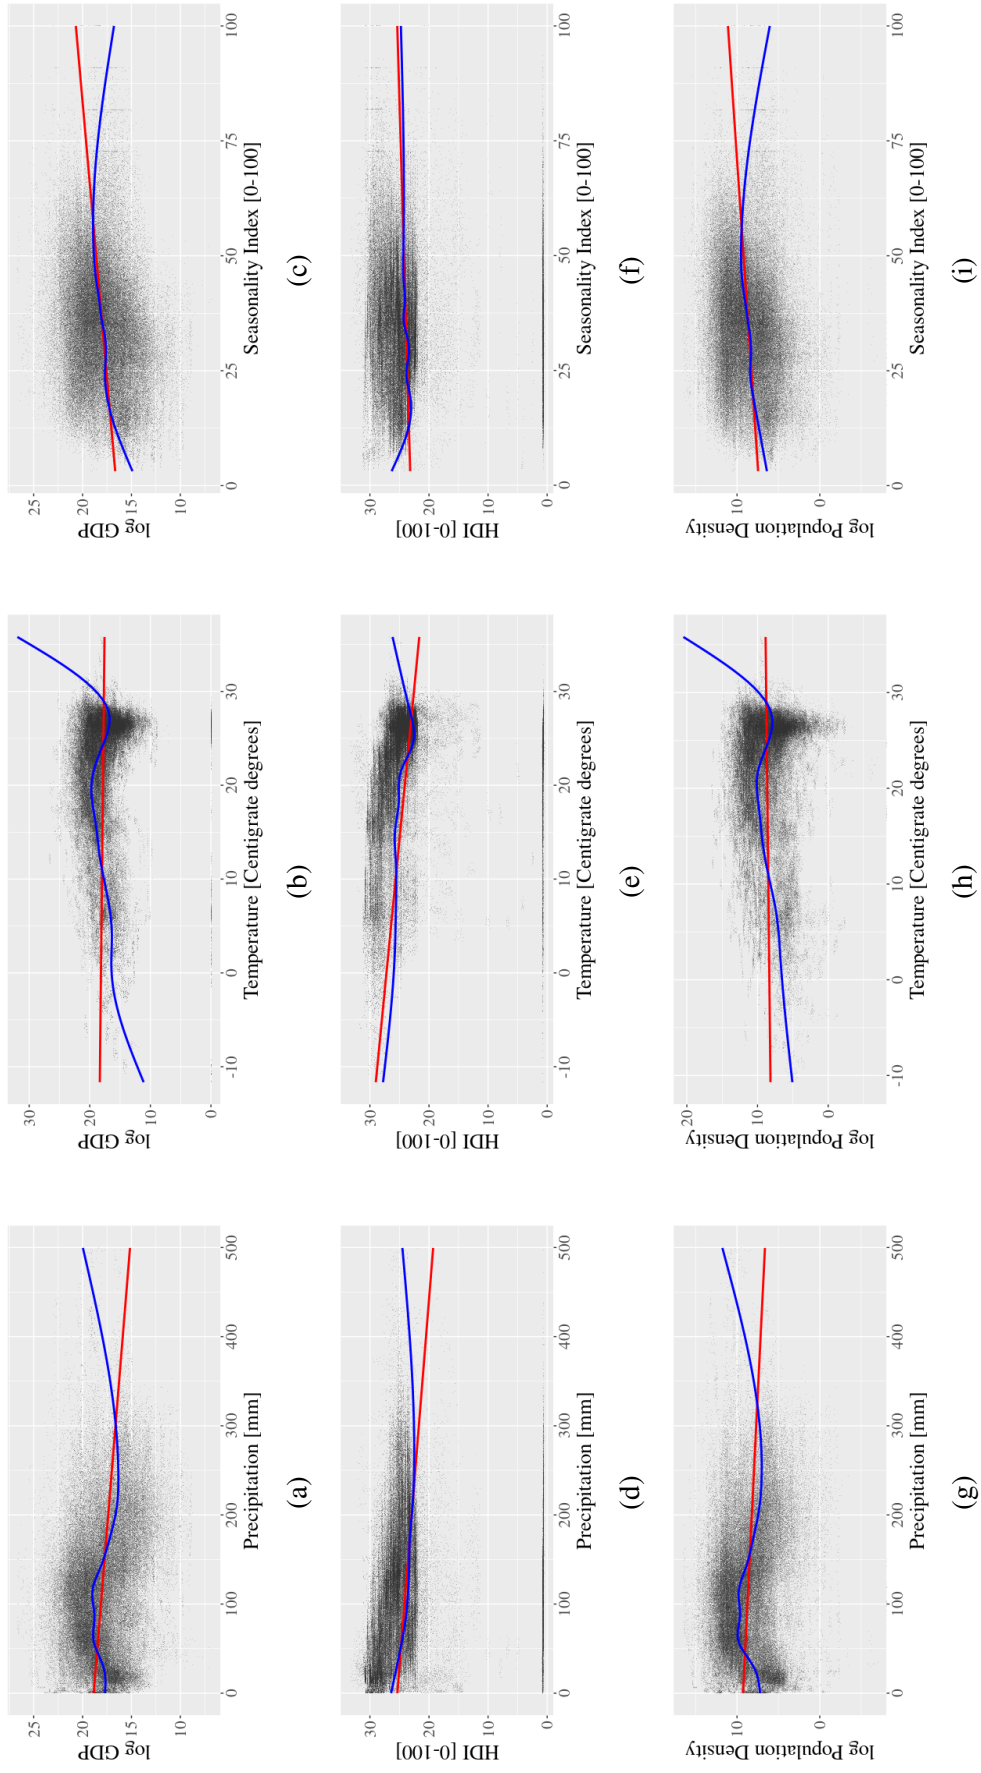 log GDP
25
20
15
10
0
100
200
300
400
500
Precipitation [mm]
(a)
log GDP
30
20
10
0
-10
0
10
20
30
Temperature [Centigrate degrees]
(b)
log GDP
25
20
15
10
0
25
50
75
100
Seasonality Index [0-100]
(c)
HDI [0-100]
30
20
10
0
0
100
200
300
400
500
Precipitation [mm]
(d)
HDI [0-100]
30
20
10
0
-10
0
10
20
30
Temperature [Centigrate degrees]
(e)
HDI [0-100]
30
20
10
0
0
25
50
75
100
Seasonality Index [0-100]
(f)
log Population Density
10
0
0
100
200
300
400
500
Precipitation [mm]
(g)
log Population Density
20
10
0
-10
0
10
20
30
Temperature [Centigrate degrees]
(h)
log Population Density
10
0
0
25
50
75
100
Seasonality Index [0-100]
(i)